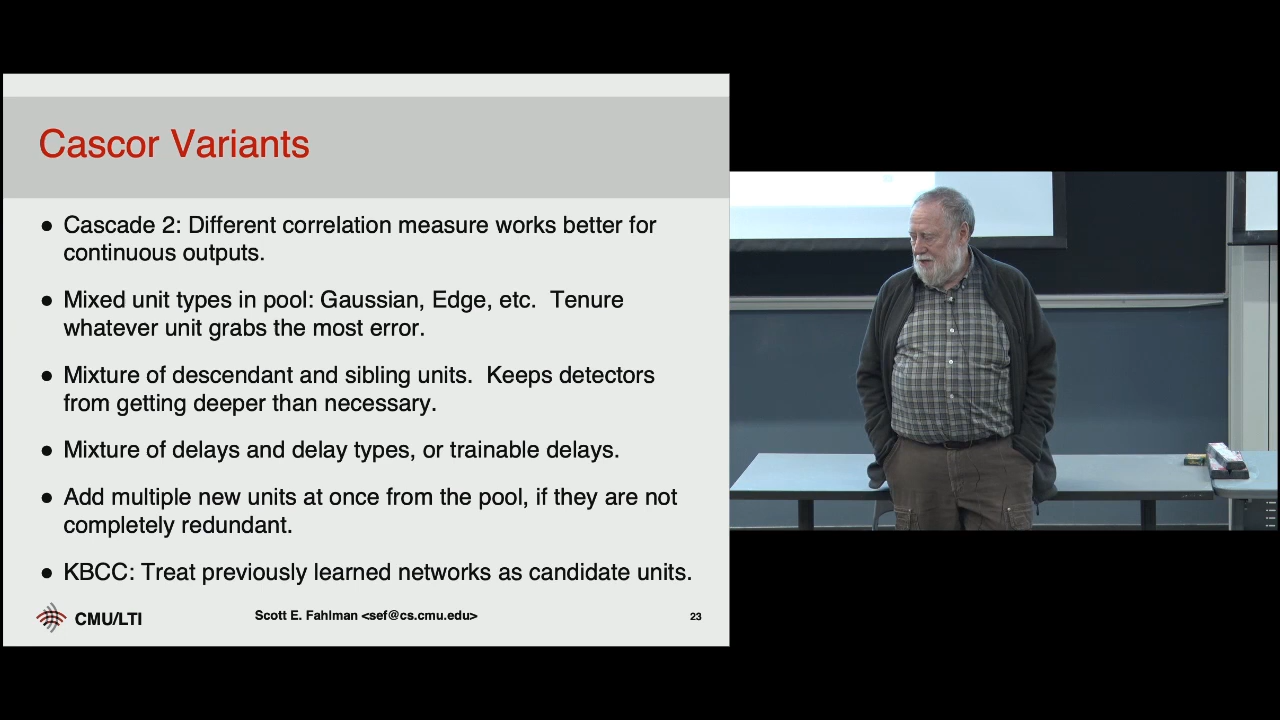 Cascor Variants
● Cascade 2: Different correlation measure works better for
continuous outputs.
● Mixed unit types in pool: Gaussian, Edge, etc.  Tenure
whatever unit grabs the most error.
● Mixture of descendant and sibling units.  Keeps detectors
from getting deeper than necessary.
● Mixture of delays and delay types, or trainable delays.
● Add multiple new units at once from the pool, if they are not
completely redundant.
● KBCC: Treat previously learned networks as candidate units.
CMU/LTI
Scott E. Fahlman <sef@cs.cmu.edu>
23